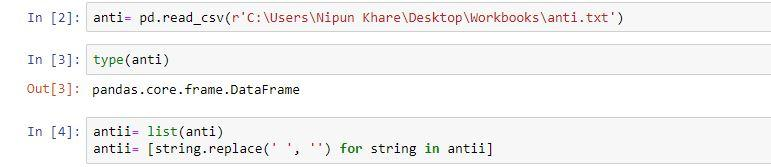 In [2]: anti= pd.read_csv(r'C:\Users\Nipun Khare\Desktop\Workbooks\anti.txt')
In [3]: type(anti)
Out[3]: pandas.core.frame.DataFrame
In [4]: antii= list(anti)
antii= [string.replace(' ', '') for string in antii]